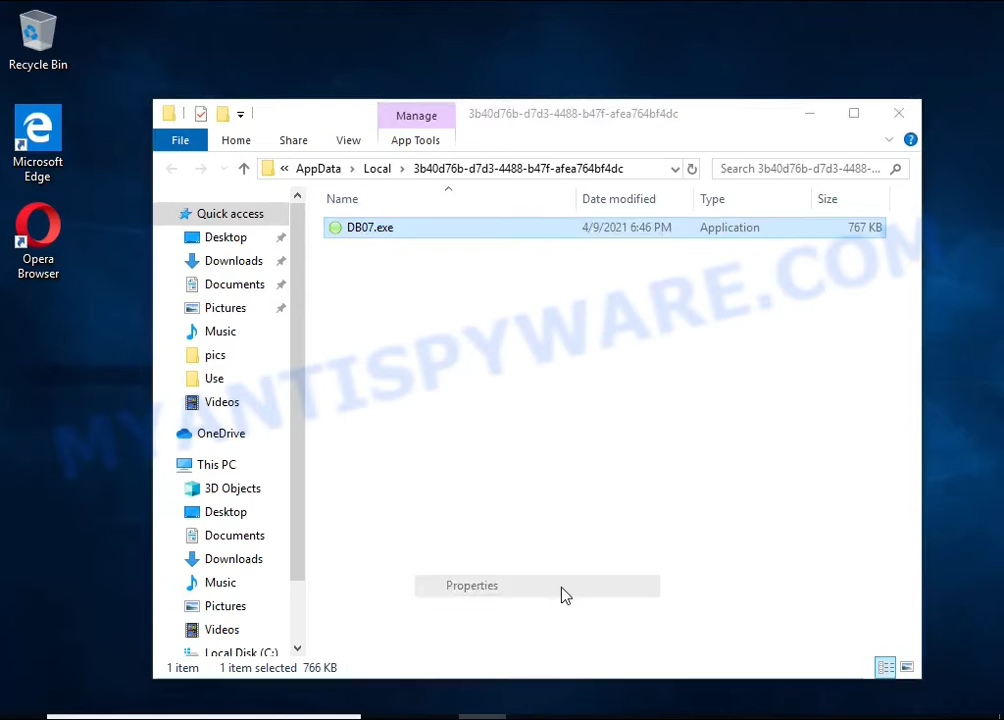 Recycle Bin
Microsoft
Edge
Opera
Browser
Manage
3b40d76b-d7d3-4488-b47f-afea764bf4dc
File
Home
Share
View
App Tools
« AppData > Local > 3b40d76b-d7d3-4488-b47f-afea764bf4dc
Search 3b40d76b-d7d3-4488-...
Name
Date modified
Type
Size
DB07.exe
4/9/2021 6:46 PM
Application
767 KB
Quick access
Desktop
Downloads
Documents
Pictures
Music
pics
Use
Videos
OneDrive
This PC
3D Objects
Desktop
Documents
Downloads
Music
Pictures
Videos
Local Disk (C:)
Properties
1 item
1 item selected 766 KB
MYANTISPYWARE.COM